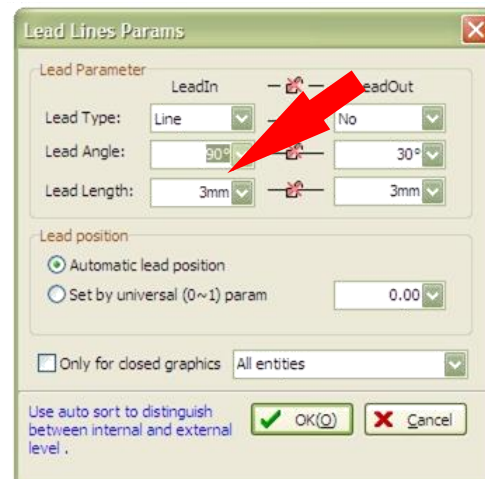 Lead Lines Params
Lead Parameter
LeadIn LeadOut
Lead Type: Line No
Lead Angle: 90° 30°
Lead Length: 3mm 3mm
Lead position
Automatic lead position
Set by universal (0~1) param 0.00
Only for closed graphics All entities
Use auto sort to distinguish
between internal and external
level .
OK(O) Cancel